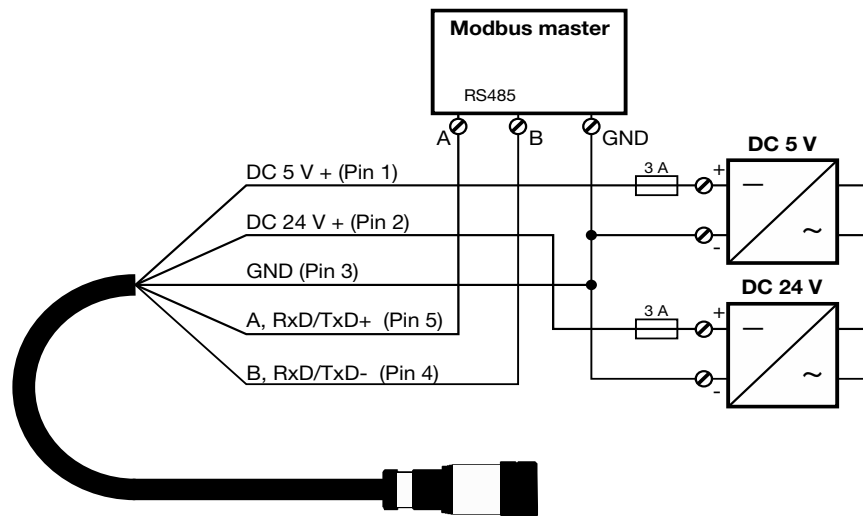 Modbus master
RS485
A B GND
DC 5 V
DC 5 V + (Pin 1) 3 A +
DC 24 V + (Pin 2) -
GND (Pin 3)
DC 24 V
A, RxD/TxD+ (Pin 5) 3 A +
B, RxD/TxD- (Pin 4) -